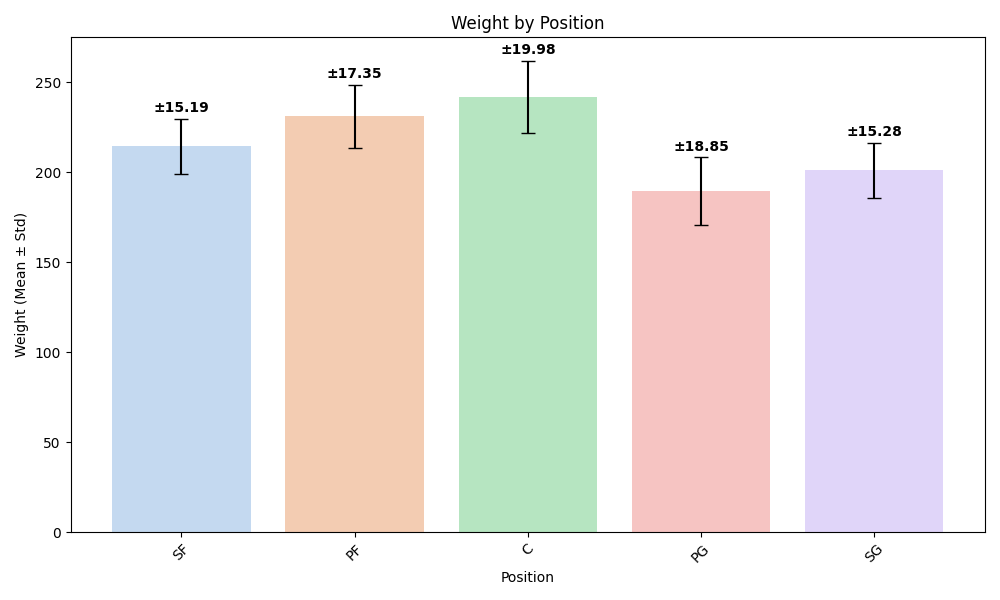 Weight by Position
±19.98
±17.35
±15.19
±15.28
±18.85
250
200
150
100
50
0
Weight (Mean ± Std)
SF
PF
C
PG
SG
Position